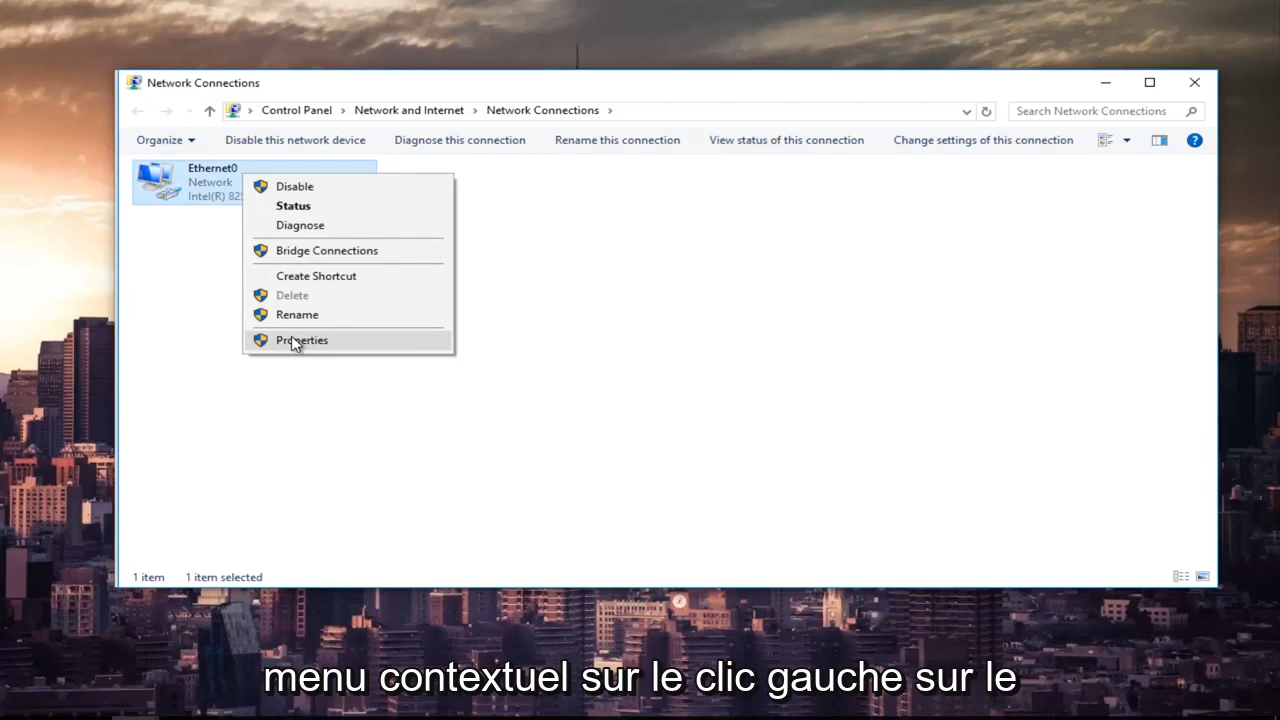 Network Connections
Control Panel > Network and Internet > Network Connections >
Search Network Connections
Organize
Disable this network device
Diagnose this connection
Rename this connection
View status of this connection
Change settings of this connection
Ethernet0
Network
Intel(R) 825
Disable
Status
Diagnose
Bridge Connections
Create Shortcut
Delete
Rename
Properties
1 item
1 item selected
menu contextuel sur le clic gauche sur le